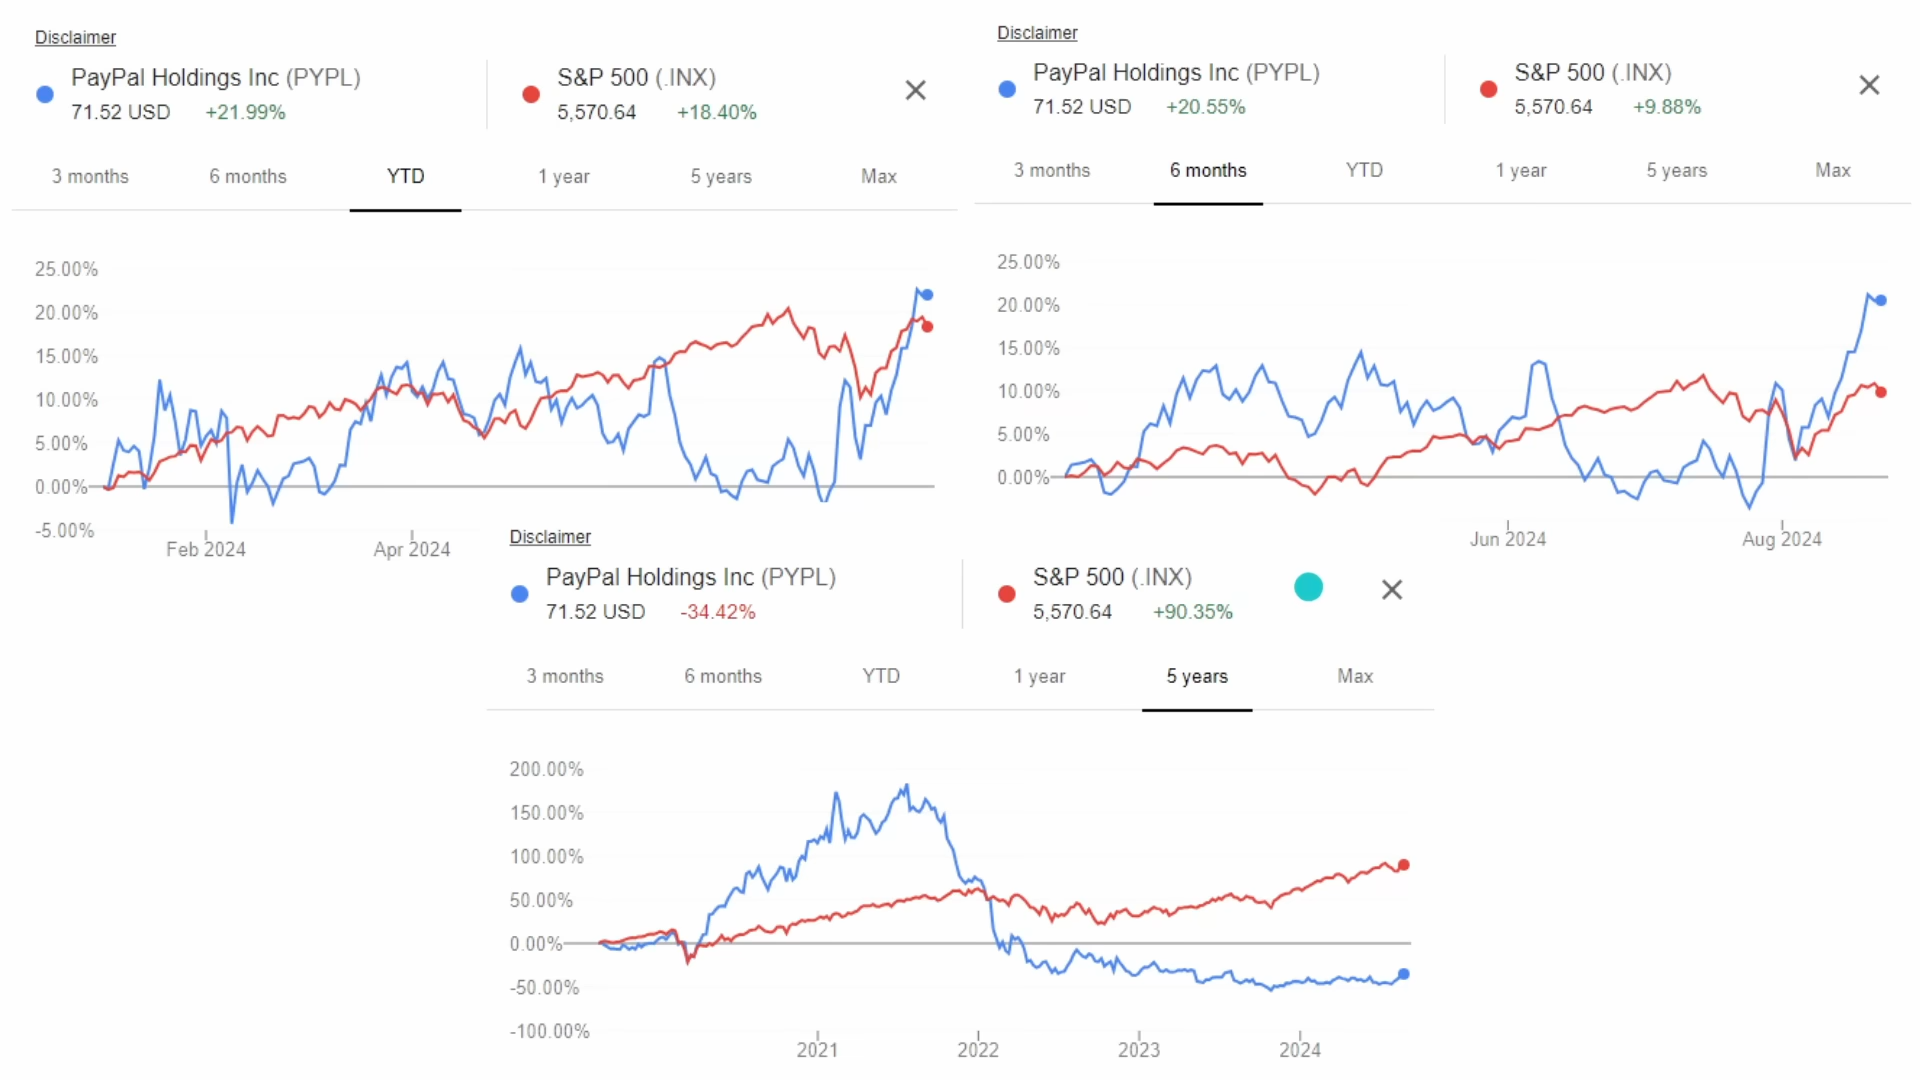 Disclaimer
PayPal Holdings Inc (PYPL)
71.52 USD +21.99%
S&P 500 (.INX)
5,570.64 +18.40%
3 months 6 months YTD 1 year 5 years Max
25.00%
20.00%
15.00%
10.00%
5.00%
0.00%
-5.00%
Feb 2024 Apr 2024
Disclaimer
PayPal Holdings Inc (PYPL)
71.52 USD +20.55%
S&P 500 (.INX)
5,570.64 +9.88%
3 months 6 months YTD 1 year 5 years Max
25.00%
20.00%
15.00%
10.00%
5.00%
0.00%
Jun 2024 Aug 2024
Disclaimer
PayPal Holdings Inc (PYPL)
71.52 USD -34.42%
S&P 500 (.INX)
5,570.64 +90.35%
3 months 6 months YTD 1 year 5 years Max
200.00%
150.00%
100.00%
50.00%
0.00%
-50.00%
-100.00%
2021 2022 2023 2024